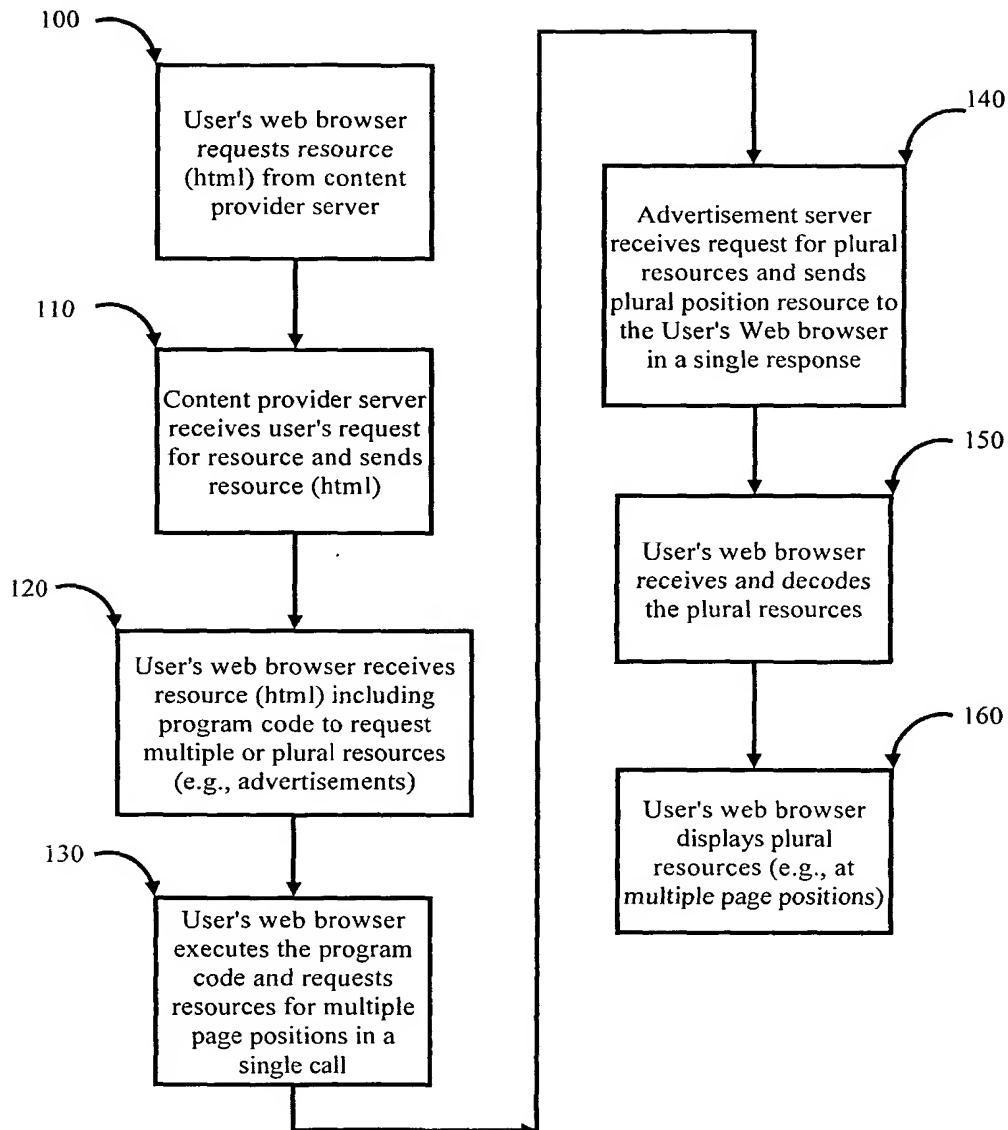 100
User's web browser
requests resource
(html) from content
provider server
110
Content provider server
receives user's request
for resource and sends
resource (html)
120
User's web browser receives
resource (html) including
program code to request
multiple or plural resources
(e.g., advertisements)
130
User's web browser
executes the program
code and requests
resources for multiple
page positions in a
single call
140
Advertisement server
receives request for plural
resources and sends
plural position resource to
the User's Web browser
in a single response
150
User's web browser
receives and decodes
the plural resources
160
User's web browser
displays plural
resources (e.g., at
multiple page positions)